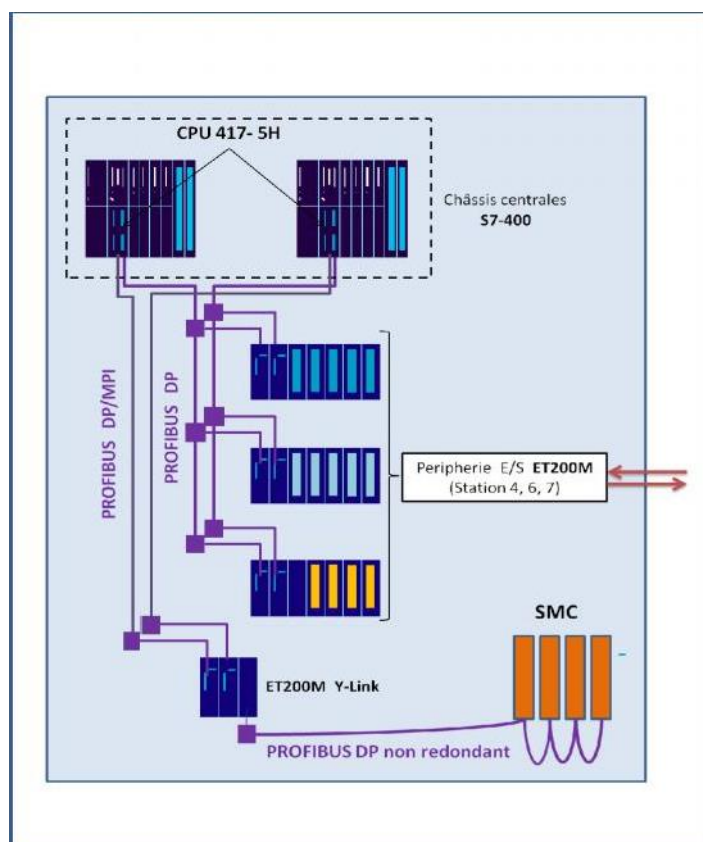 CPU 417- 5H
Châssis centrales
S7-400
PROFIBUS DP/MPI
PROFIBUS DP
Peripherie E/S ET200M
(Station 4, 6, 7)
SMC
ET200M Y-Link
PROFIBUS DP non redondant